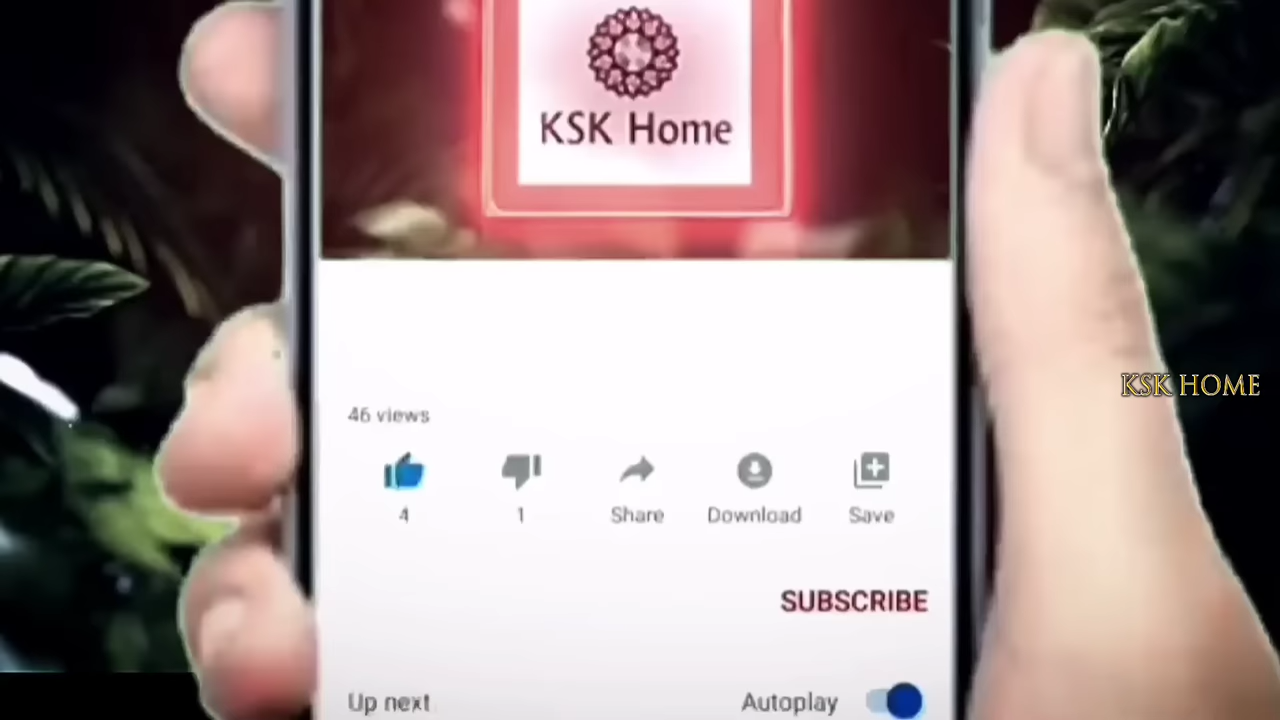 KSK Home
KSK HOME
46 views
4
1
Share
Download
Save
SUBSCRIBE
Up next
Autoplay